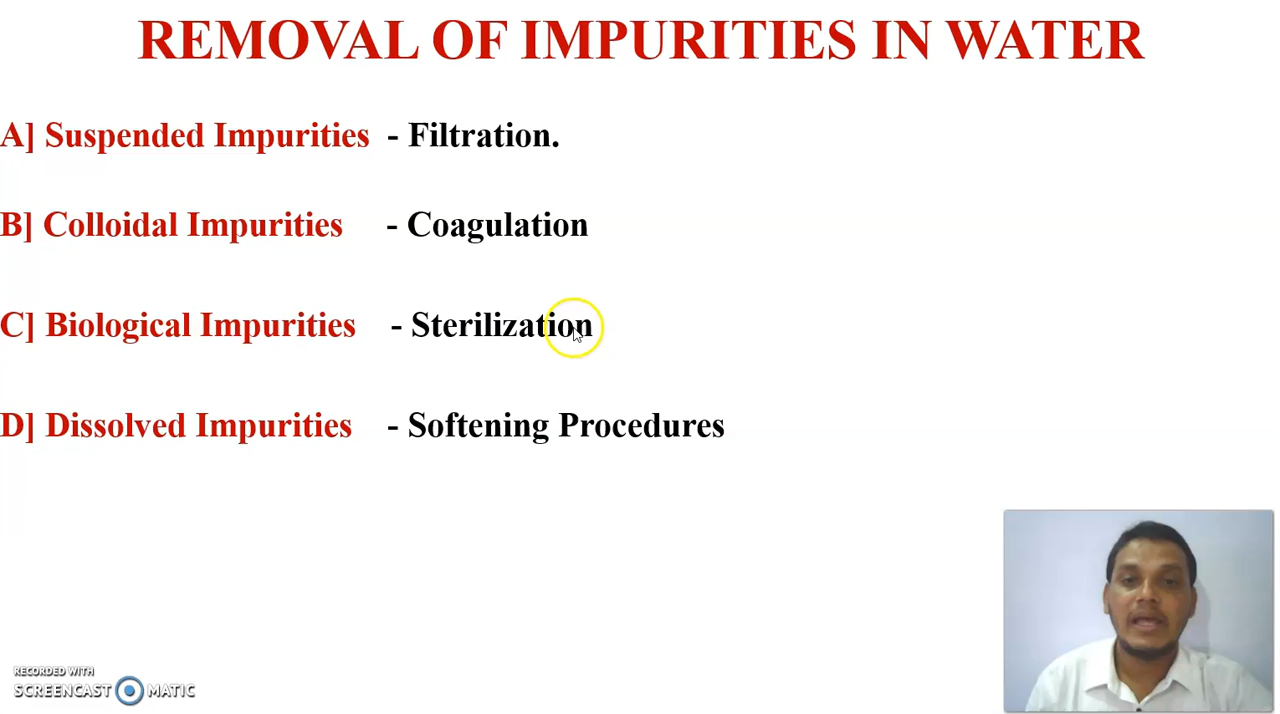 REMOVAL OF IMPURITIES IN WATER
A] Suspended Impurities - Filtration.
B] Colloidal Impurities - Coagulation
C] Biological Impurities - Sterilization
D] Dissolved Impurities - Softening Procedures
RECORDED WITH
SCREENCAST MATIC